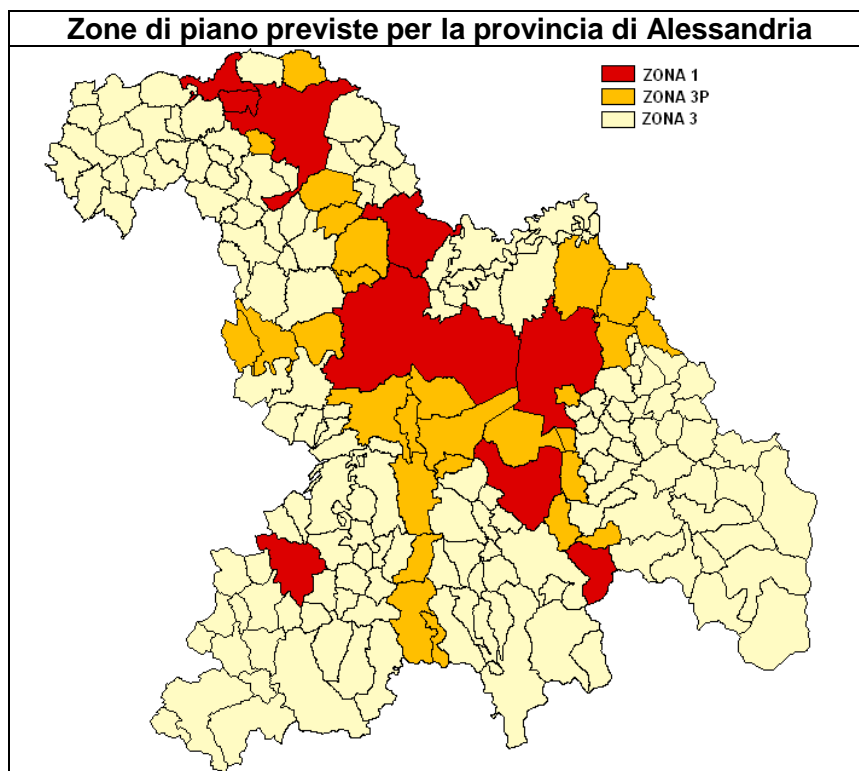 Zone di piano previste per la provincia di Alessandria
ZONA 1
ZONA 3P
ZONA 3